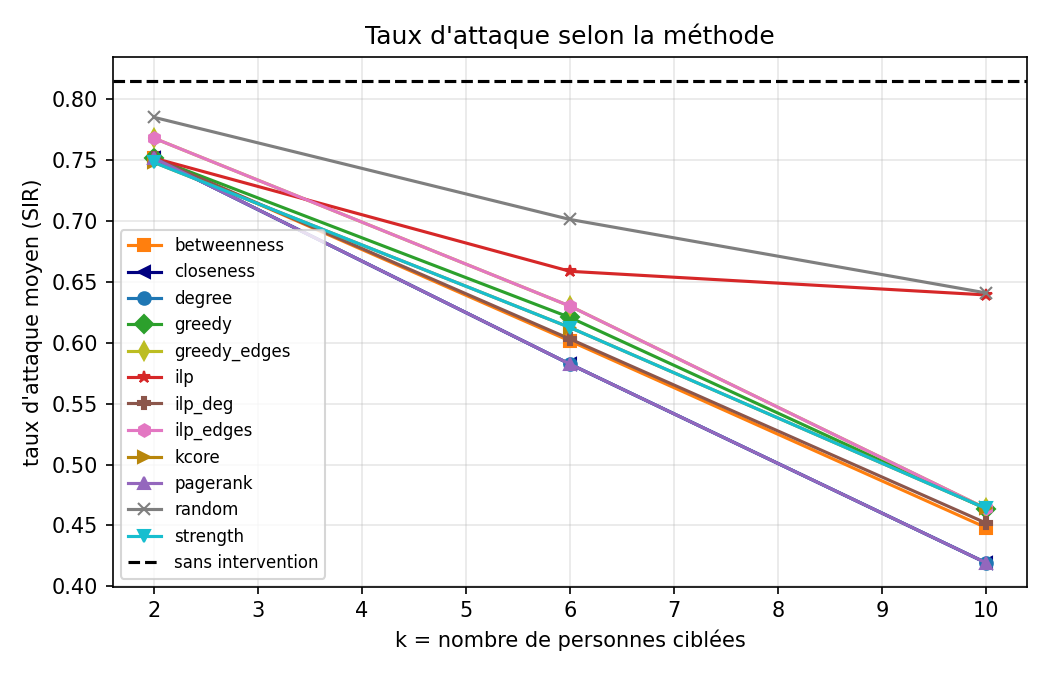 Taux d'attaque selon la méthode
taux d'attaque moyen (SIR)
0.80
0.75
0.70
0.65
0.60
0.55
0.50
0.45
0.40
betweenness
closeness
degree
greedy
greedy_edges
ilp
ilp_deg
ilp_edges
kcore
pagerank
random
strength
sans intervention
2 3 4 5 6 7 8 9 10
k = nombre de personnes ciblées